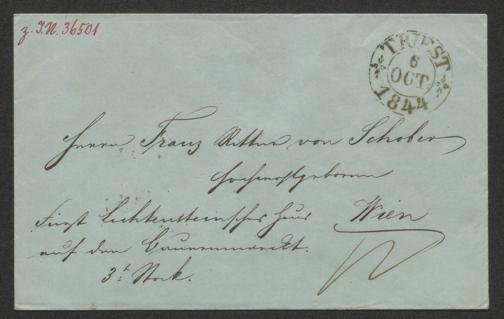 z. I.N. 36501
TRIEST
6
OCT.
1844
Herrn Franz Ritter von Schober
Hochwohlgeboren
Fürst Lichtensteinsches Haus Wien
auf dem Bauernmarckt.
3t Stock.